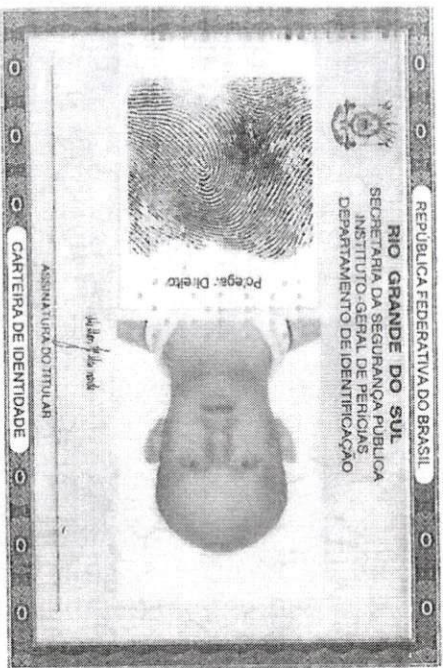 REPÚBLICA FEDERATIVA DO BRASIL
RIO GRANDE DO SUL
SECRETARIA DA SEGURANÇA PÚBLICA
INSTITUTO-GERAL DE PERÍCIAS
DEPARTAMENTO DE IDENTIFICAÇÃO
Polegar Direito
ASSINATURA DO TITULAR
CARTEIRA DE IDENTIDADE